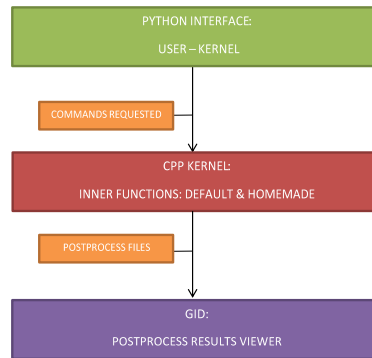 PYTHON INTERFACE:
USER – KERNEL
COMMANDS REQUESTED
CPP KERNEL:
INNER FUNCTIONS: DEFAULT & HOMEMADE
POSTPROCESS FILES
GID:
POSTPROCESS RESULTS VIEWER